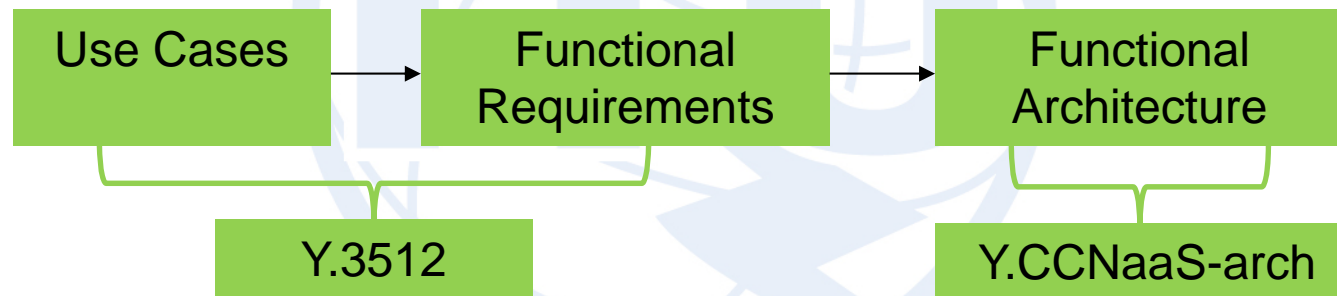 Use Cases
Functional
Requirements
Functional
Architecture
Y.3512
Y.CCNaaS-arch